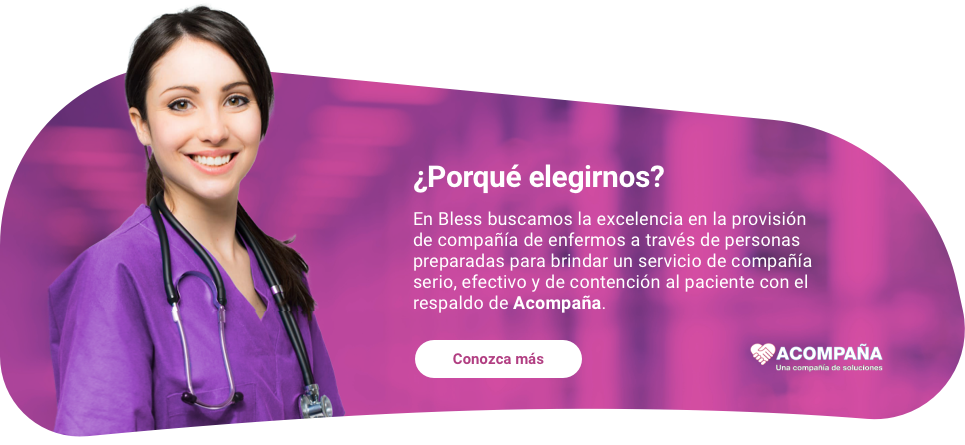 ¿Porqué elegirnos?
En Bless buscamos la excelencia en la provisión
de compañía de enfermos a través de personas
preparadas para brindar un servicio de compañía
serio, efectivo y de contención al paciente con el
respaldo de Acompaña.
Conozca más
ACOMPAÑA
Una compañía de soluciones